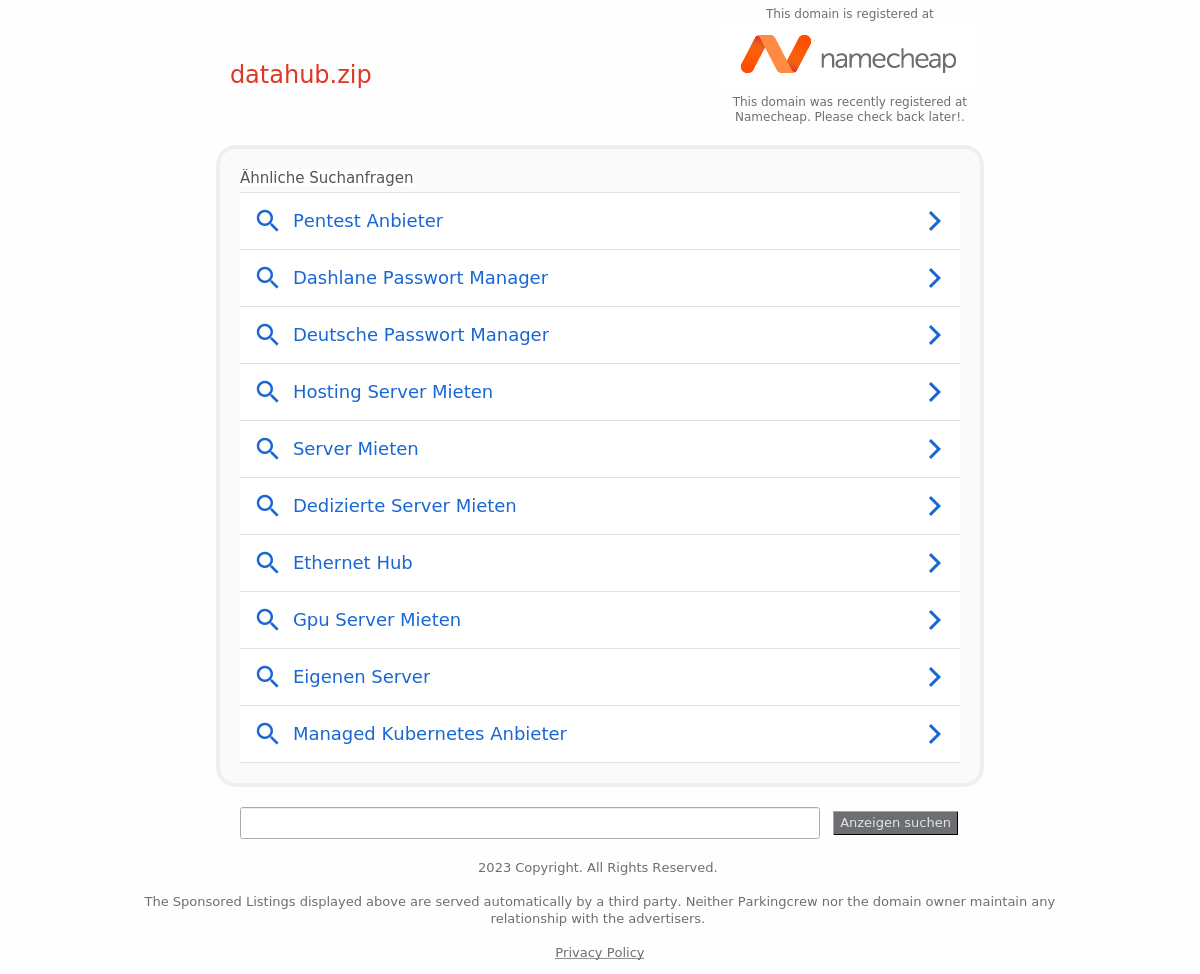 This domain is registered at
namecheap
datahub.zip
This domain was recently registered at
Namecheap. Please check back later!.
Ähnliche Suchanfragen
Pentest Anbieter
Dashlane Passwort Manager
Deutsche Passwort Manager
Hosting Server Mieten
Server Mieten
Dedizierte Server Mieten
Ethernet Hub
Gpu Server Mieten
Eigenen Server
Managed Kubernetes Anbieter
Anzeigen suchen
2023 Copyright. All Rights Reserved.
The Sponsored Listings displayed above are served automatically by a third party. Neither Parkingcrew nor the domain owner maintain any
relationship with the advertisers.
Privacy Policy